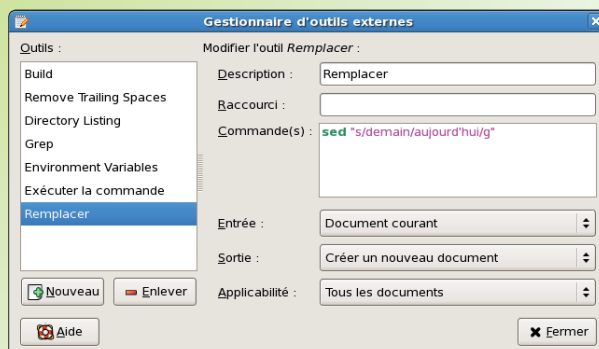 Gestionnaire d'outils externes
Outils :
Build
Remove Trailing Spaces
Directory Listing
Grep
Environment Variables
Exécuter la commande
Remplacer
Nouveau
Enlever
Modifier l'outil Remplacer :
Description : Remplacer
Raccourci :
Commande(s) : sed "s/demain/aujourd'hui/g"
Entrée : Document courant
Sortie : Créer un nouveau document
Applicabilité : Tous les documents
Aide
Fermer